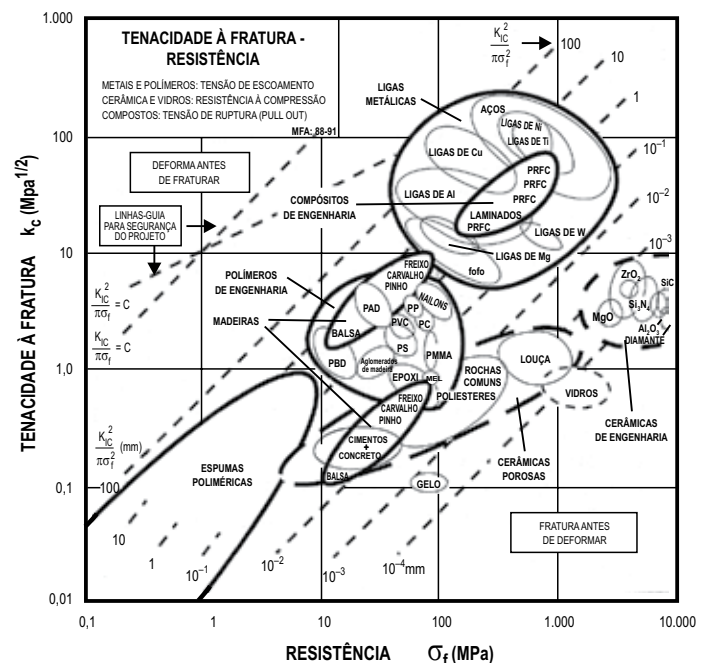 TENACIDADE À FRATURA -
RESISTÊNCIA
METAIS E POLÍMEROS: TENSÃO DE ESCOAMENTO
CERÂMICA E VIDROS: RESISTÊNCIA À COMPRESSÃO
COMPOSTOS: TENSÃO DE RUPTURA (PULL OUT)
MFA: 88-91
K_IC^2
πσ_f^2
100
10
1
10^–1
10^–2
10^–3
LIGAS
METÁLICAS
AÇOS
LIGAS DE Ni
LIGAS DE Ti
LIGAS DE Cu
PRFC
PRFC
PRFC
LIGAS DE Al
LAMINADOS
PRFC
LIGAS DE W
LIGAS DE Mg
fofo
COMPÓSITOS
DE ENGENHARIA
DEFORMA ANTES
DE FRATURAR
LINHAS-GUIA
PARA SEGURANÇA
DO PROJETO
K_IC^2
πσ_f^2
= C
K_IC^2
πσ_f^2
= C
K_IC^2
πσ_f^2
(mm)
POLÍMEROS
DE ENGENHARIA
MADEIRAS
FREIXO
CARVALHO
PINHO
BALSA
PAD
PP
NAILONS
PVC
PC
PS
PBD
Aglomerados
de madeira
PMMA
EPOXI
MEL
ROCHAS
COMUNS
POLIESTERES
LOUÇA
VIDROS
ZrO₂
SiC
Si₃N₄
MgO
Al₂O₃
DIAMANTE
CERÂMICAS
DE ENGENHARIA
FREIXO
CARVALHO
PINHO
CIMENTOS
+
CONCRETO
BALSA
GELO
CERÂMICAS
POROSAS
ESPUMAS
POLIMÉRICAS
FRATURA ANTES
DE DEFORMAR
100
10
1
10^–1
10^–2
10^–3
10^–4 mm
1.000
100
10
1,0
0,1
0,01
TENACIDADE À FRATURA k_c (Mpa^1/2)
0,1
1
10
100
1.000
10.000
RESISTÊNCIA σ_f (MPa)